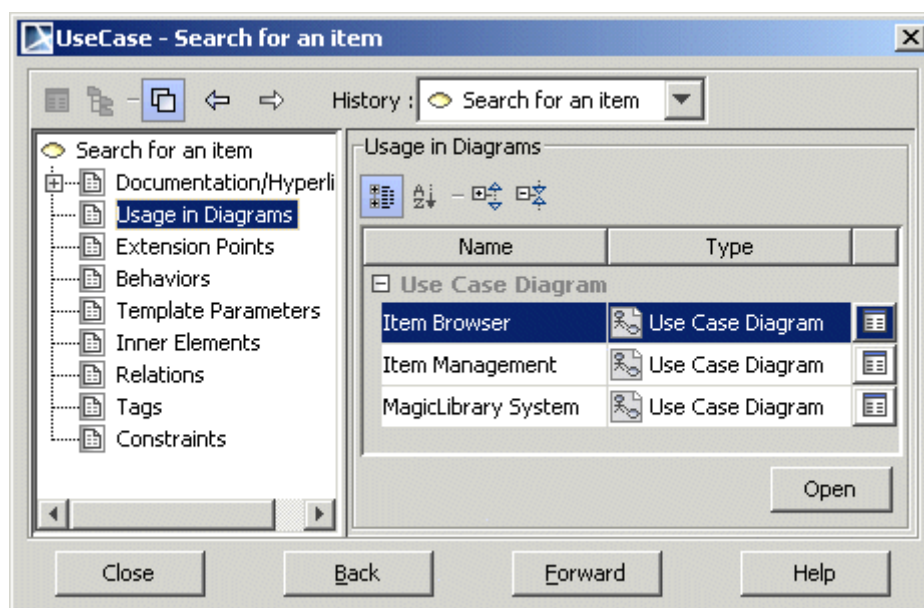 UseCase - Search for an item
History : Search for an item
Search for an item
Documentation/Hyperli
Usage in Diagrams
Extension Points
Behaviors
Template Parameters
Inner Elements
Relations
Tags
Constraints
Usage in Diagrams
Name Type
Use Case Diagram
Item Browser Use Case Diagram
Item Management Use Case Diagram
MagicLibrary System Use Case Diagram
Open
Close Back Forward Help